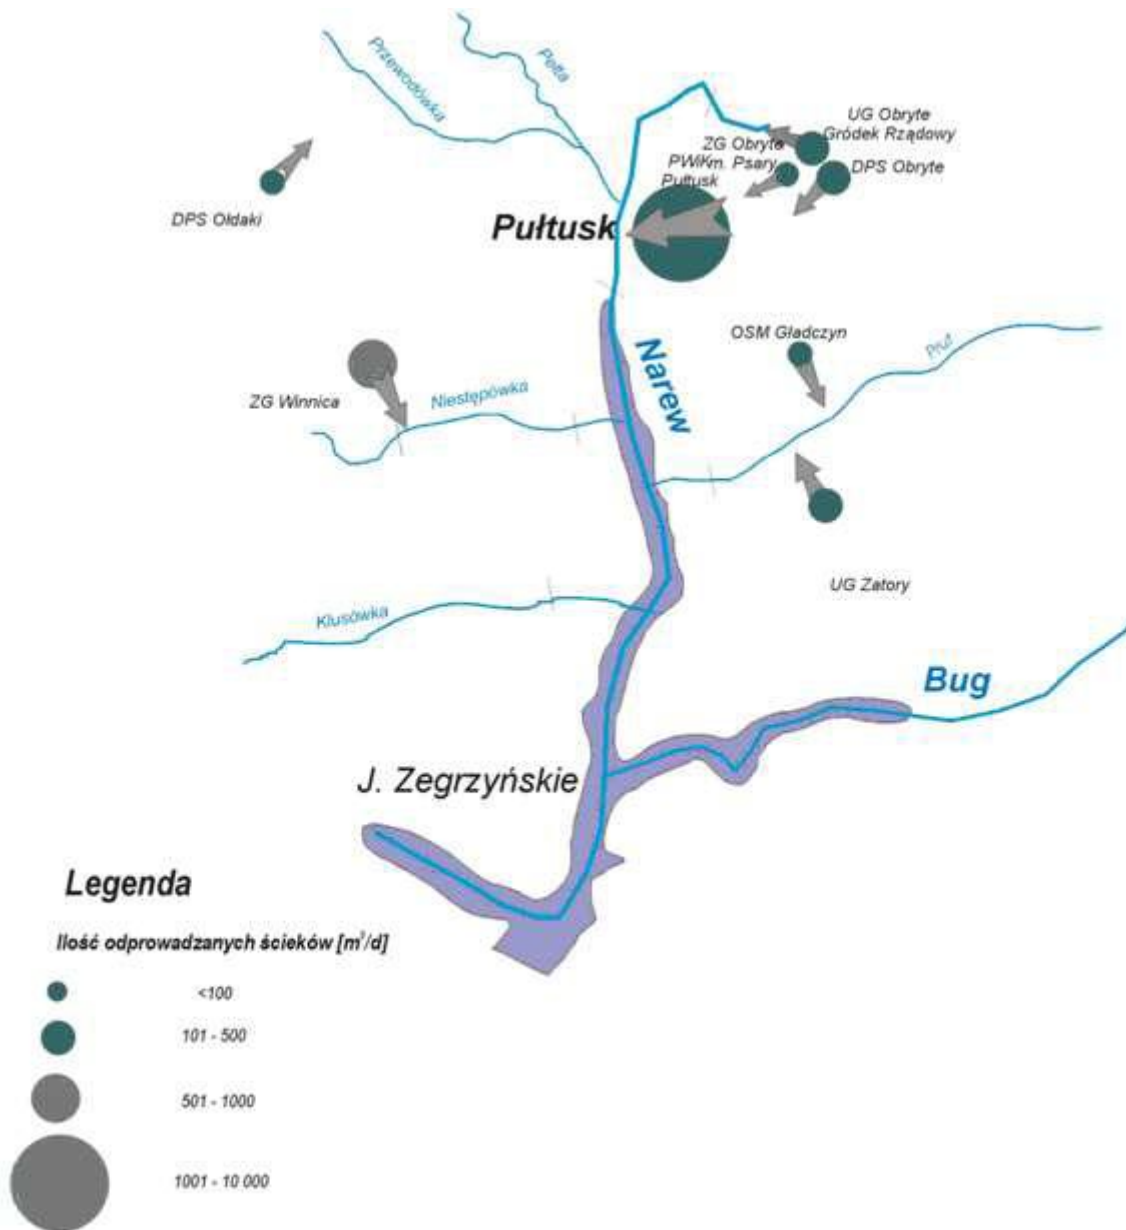 Przewodówka
Pełta
UG Obryte
Gródek Rządowy
ZG Obryte
PWiKm. Psary
Pułtusk
DPS Obryte
DPS Ołdaki
Pułtusk
OSM Gładczyn
Prut
Narew
ZG Winnica
Niestępówka
UG Zatory
Klusówka
Bug
J. Zegrzyńskie
Legenda
Ilość odprowadzanych ścieków [m³/d]
<100
101 - 500
501 - 1000
1001 - 10 000